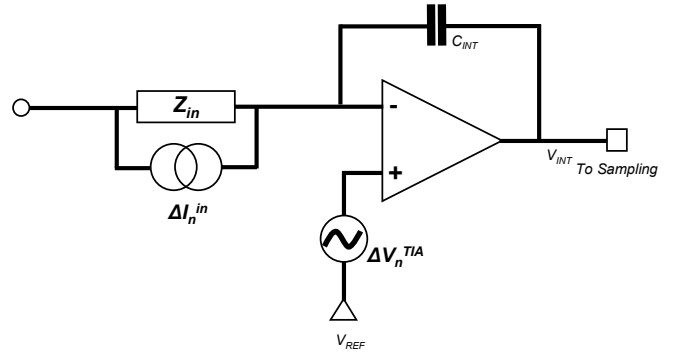 C_INT
Z_in
-
+
V_INT To Sampling
ΔI_n^in
ΔV_n^TIA
V_REF